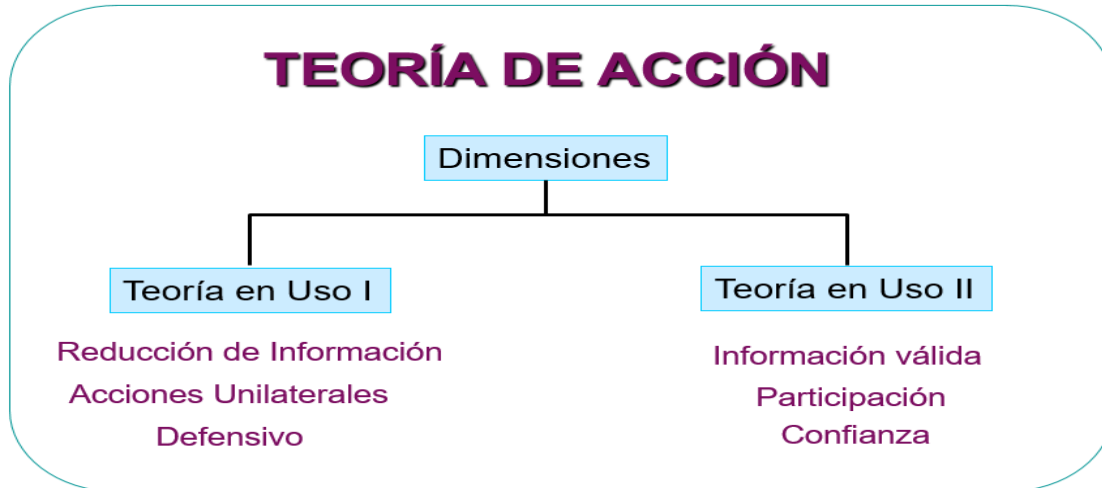 TEORÍA DE ACCIÓN
Dimensiones
Teoría en Uso I
Reducción de Información
Acciones Unilaterales
Defensivo
Teoría en Uso II
Información válida
Participación
Confianza